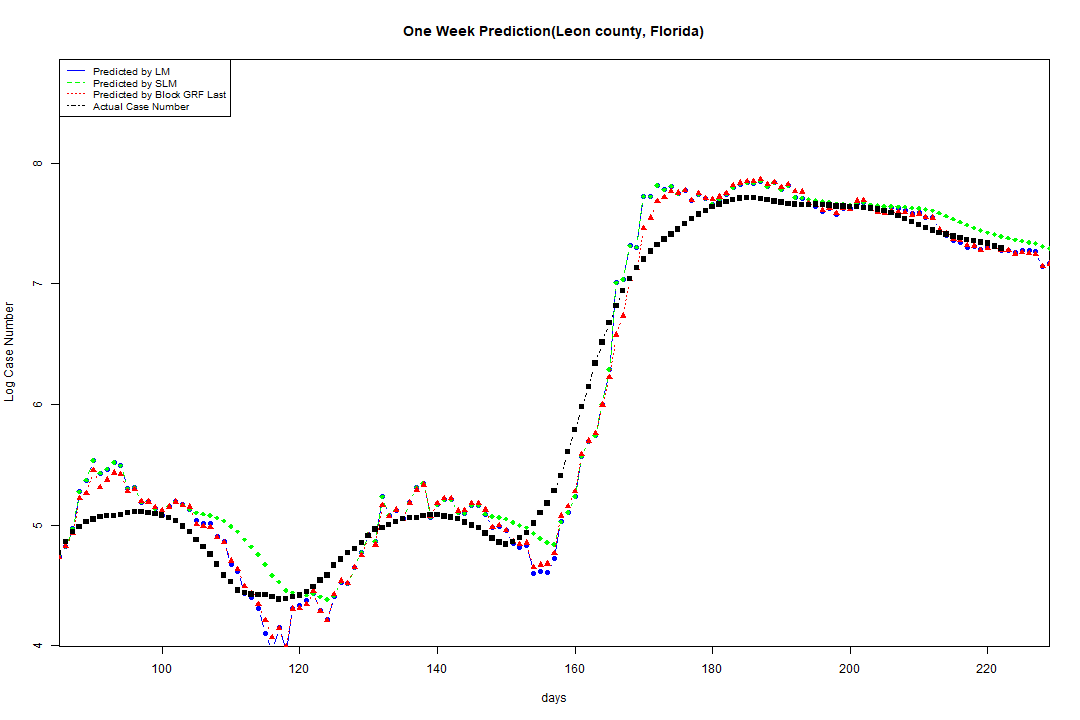 One Week Prediction(Leon county, Florida)
Predicted by LM
Predicted by SLM
Predicted by Block GRF Last
Actual Case Number
8
7
6
5
4
Log Case Number
100 120 140 160 180 200 220
days